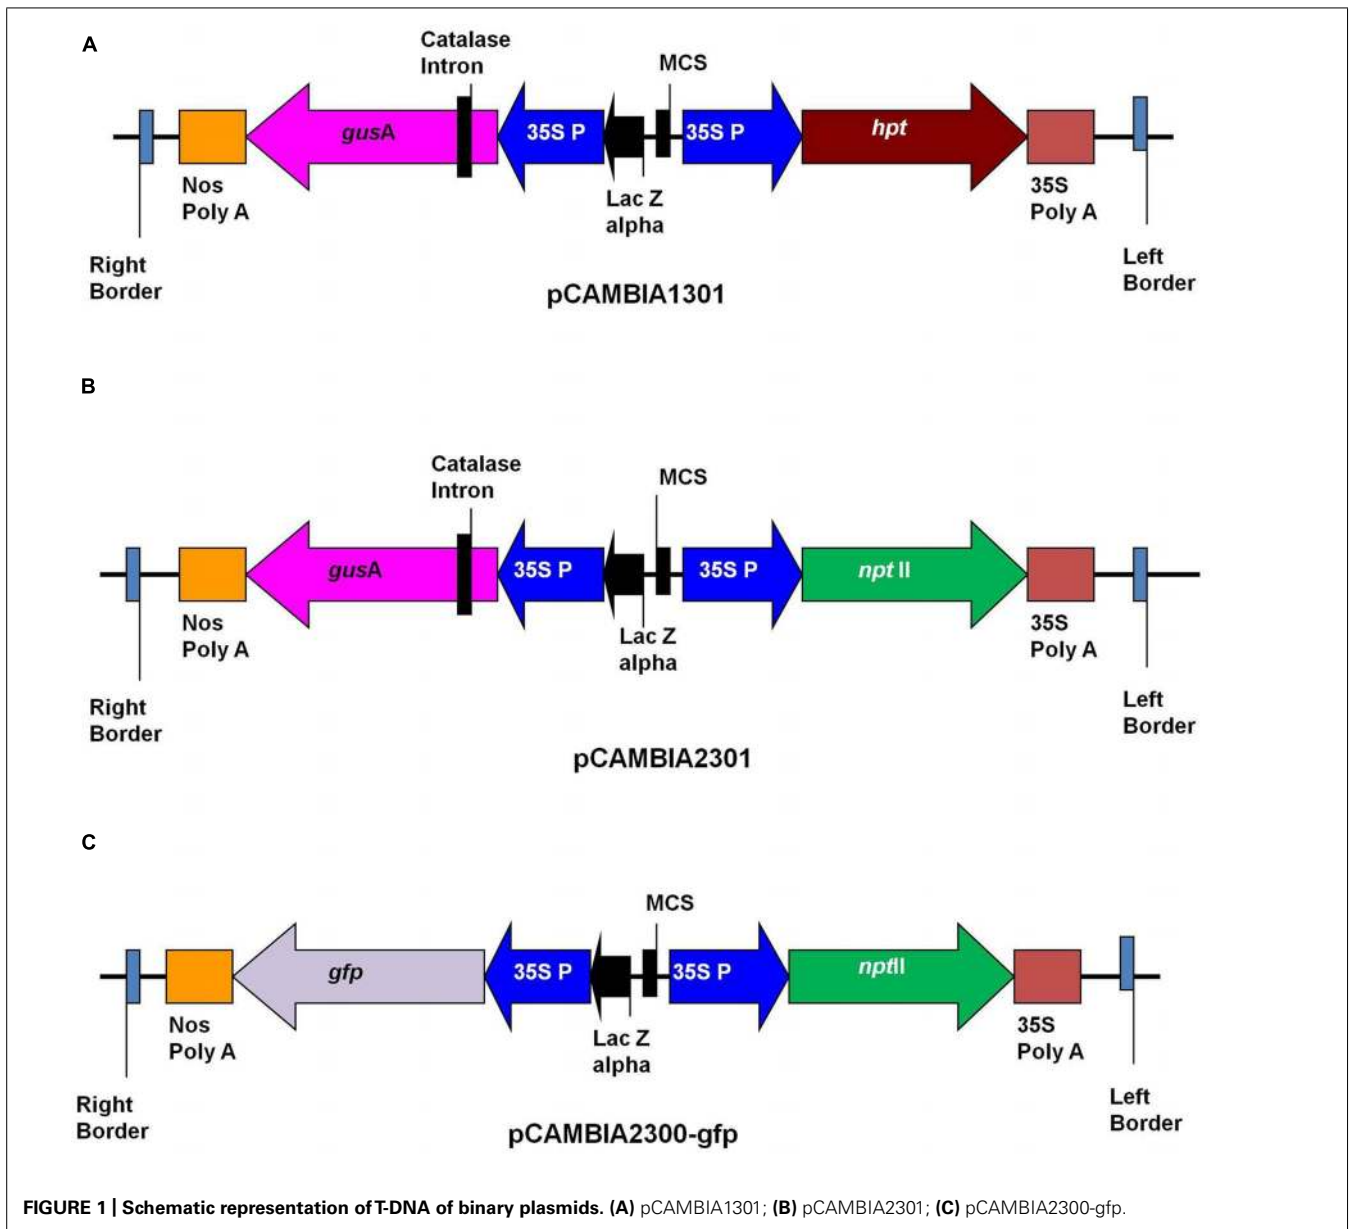 A
Catalase
Intron
MCS
gusA
35S P
35S P
hpt
Nos
Poly A
Lac Z
alpha
35S
Poly A
Right
Border
Left
Border
pCAMBIA1301
B
Catalase
Intron
MCS
gusA
35S P
35S P
npt II
Nos
Poly A
Lac Z
alpha
35S
Poly A
Right
Border
Left
Border
pCAMBIA2301
C
MCS
gfp
35S P
35S P
nptII
Nos
Poly A
Lac Z
alpha
35S
Poly A
Right
Border
Left
Border
pCAMBIA2300-gfp
FIGURE 1 | Schematic representation of T-DNA of binary plasmids. (A) pCAMBIA1301; (B) pCAMBIA2301; (C) pCAMBIA2300-gfp.